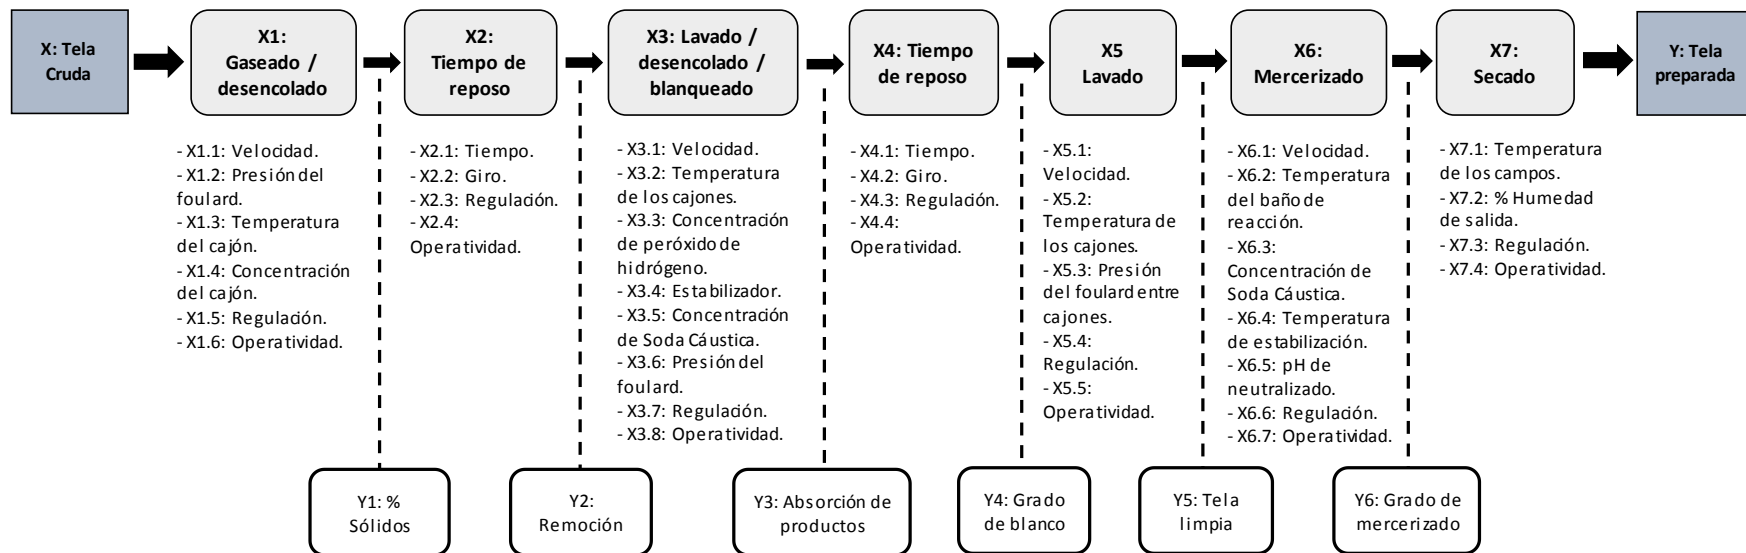 X: Tela
Cruda
X1:
Gaseado /
desencolado
X2:
Tiempo de
reposo
X3: Lavado /
desencolado /
blanqueado
X4: Tiempo
de reposo
X5
Lavado
X6:
Mercerizado
X7:
Secado
Y: Tela
preparada
- X1.1: Velocidad.
- X1.2: Presión del
foulard.
- X1.3: Temperatura
del cajón.
- X1.4: Concentración
del cajón.
- X1.5: Regulación.
- X1.6: Operatividad.
- X2.1: Tiempo.
- X2.2: Giro.
- X2.3: Regulación.
- X2.4:
Operatividad.
- X3.1: Velocidad.
- X3.2: Temperatura
de los cajones.
- X3.3: Concentración
de peróxido de
hidrógeno.
- X3.4: Estabilizador.
- X3.5: Concentración
de Soda Cáustica.
- X3.6: Presión del
foulard.
- X3.7: Regulación.
- X3.8: Operatividad.
- X4.1: Tiempo.
- X4.2: Giro.
- X4.3: Regulación.
- X4.4:
Operatividad.
- X5.1:
Velocidad.
- X5.2:
Temperatura de
los cajones.
- X5.3: Presión
del foulard entre
cajones.
- X5.4:
Regulación.
- X5.5:
Operatividad.
- X6.1: Velocidad.
- X6.2: Temperatura
del baño de
reacción.
- X6.3:
Concentración de
Soda Cáustica.
- X6.4: Temperatura
de estabilización.
- X6.5: pH de
neutralizado.
- X6.6: Regulación.
- X6.7: Operatividad.
- X7.1: Temperatura
de los campos.
- X7.2: % Humedad
de salida.
- X7.3: Regulación.
- X7.4: Operatividad.
Y1: %
Sólidos
Y2:
Remoción
Y3: Absorción de
productos
Y4: Grado
de blanco
Y5: Tela
limpia
Y6: Grado de
mercerizado